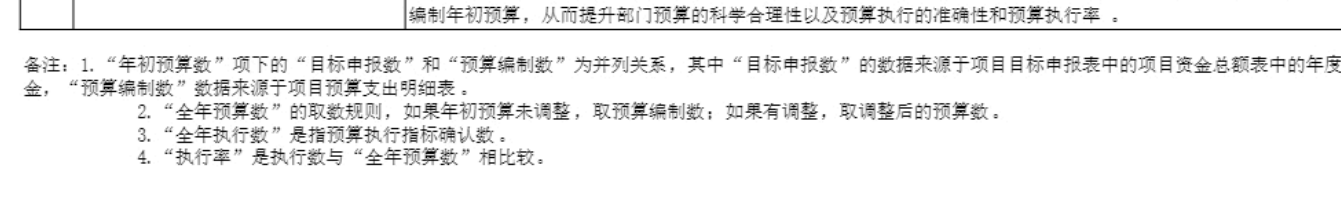 编制年初预算，从而提升部门预算的科学合理性以及预算执行的准确性和预算执行率 。
备注：1.“年初预算数”项下的“目标申报数”和“预算编制数”为并列关系，其中“目标申报数”的数据来源于项目目标申报表中的项目资金总额表中的年度
金，“预算编制数”数据来源于项目预算支出明细表。
2.“全年预算数”的取数规则，如果年初预算未调整，取预算编制数；如果有调整，取调整后的预算数。
3.“全年执行数”是指预算执行指标确认数。
4.“执行率”是执行数与“全年预算数”相比较。